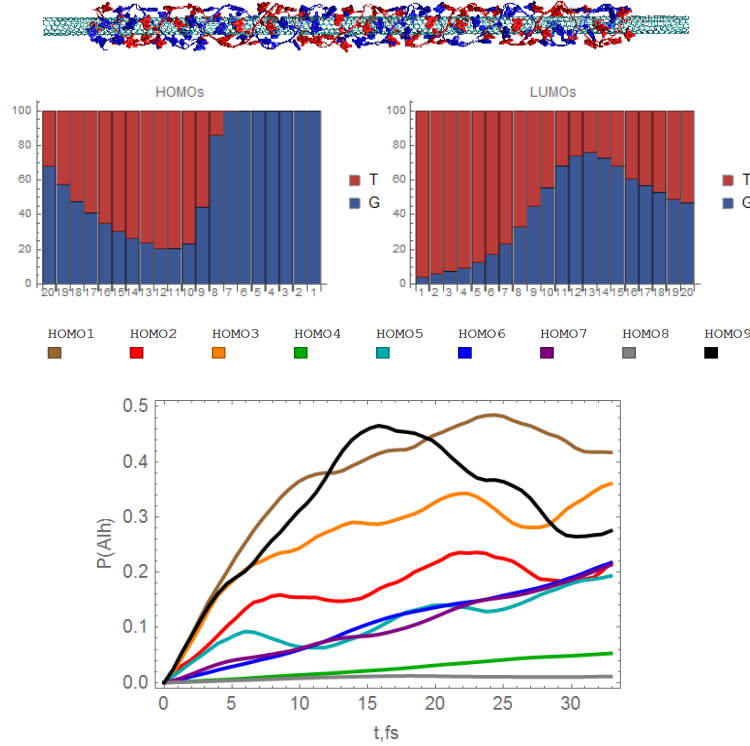 HOMOs
LUMOs
100
80
60
40
20
0
20 19 18 17 16 15 14 13 12 11 10 9 8 7 6 5 4 3 2 1
T
G
100
80
60
40
20
0
1 2 3 4 5 6 7 8 9 10 11 12 13 14 15 16 17 18 19 20
T
G
HOMO1 HOMO2 HOMO3 HOMO4 HOMO5 HOMO6 HOMO7 HOMO8 HOMO9
0.5
0.4
0.3
0.2
0.1
0.0
P(Alh)
0 5 10 15 20 25 30
t,fs